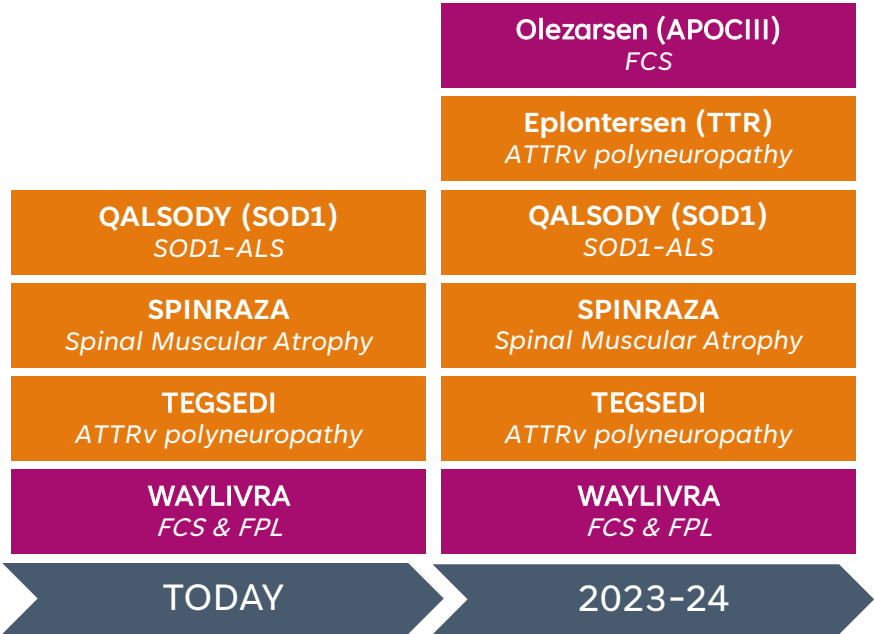 QALSODY (SOD1)
SOD1-ALS
SPINRAZA
Spinal Muscular Atrophy
TEGSEDI
ATTRv polyneuropathy
WAYLIVRA
FCS & FPL
TODAY
Olezarsen (APOCIII)
FCS
Eplontersen (TTR)
ATTRv polyneuropathy
QALSODY (SOD1)
SOD1-ALS
SPINRAZA
Spinal Muscular Atrophy
TEGSEDI
ATTRv polyneuropathy
WAYLIVRA
FCS & FPL
2023-24